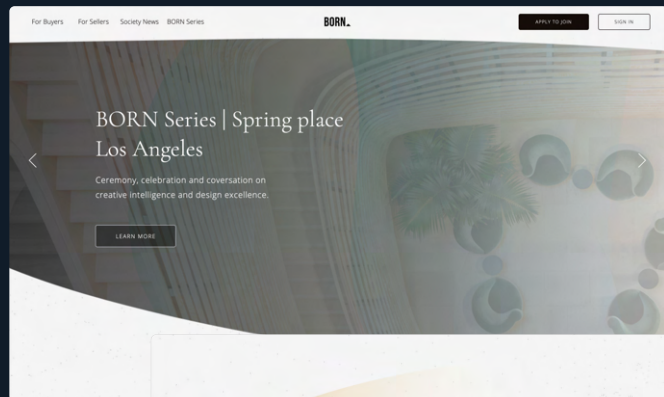 For Buyers For Sellers Society News BORN Series BORN. APPLY TO JOIN SIGN IN
BORN Series | Spring place
Los Angeles
Ceremony, celebration and coversation on
creative intelligence and design excellence.
LEARN MORE